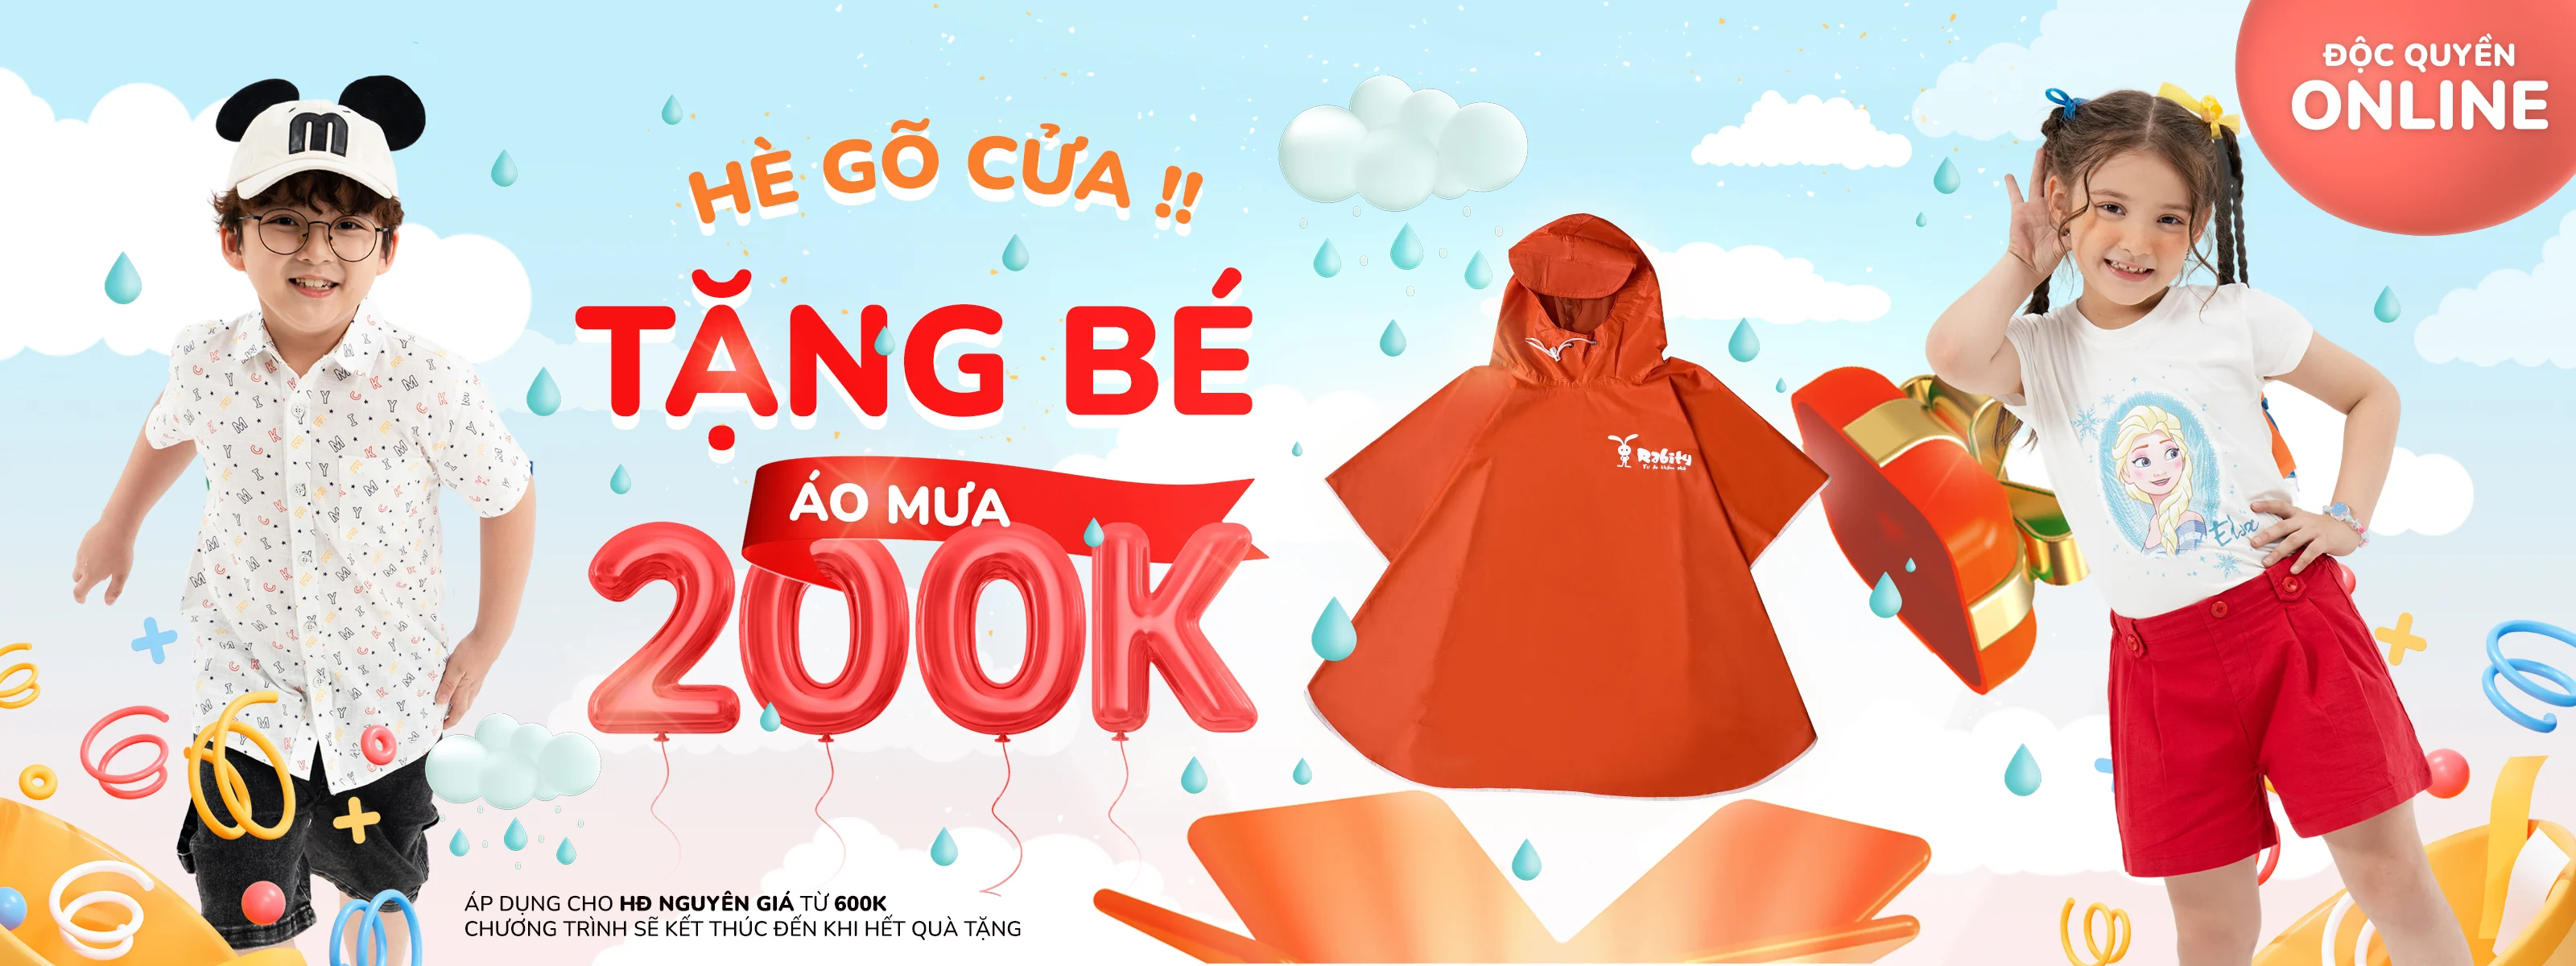 ĐỘC QUYỀN
ONLINE
HÈ GÕ CỬA !!
TẶNG BÉ
ÁO MƯA
200K
Rabity
Elsa
m
ÁP DỤNG CHO HĐ NGUYÊN GIÁ TỪ 600K
CHƯƠNG TRÌNH SẼ KẾT THÚC ĐẾN KHI HẾT QUÀ TẶNG